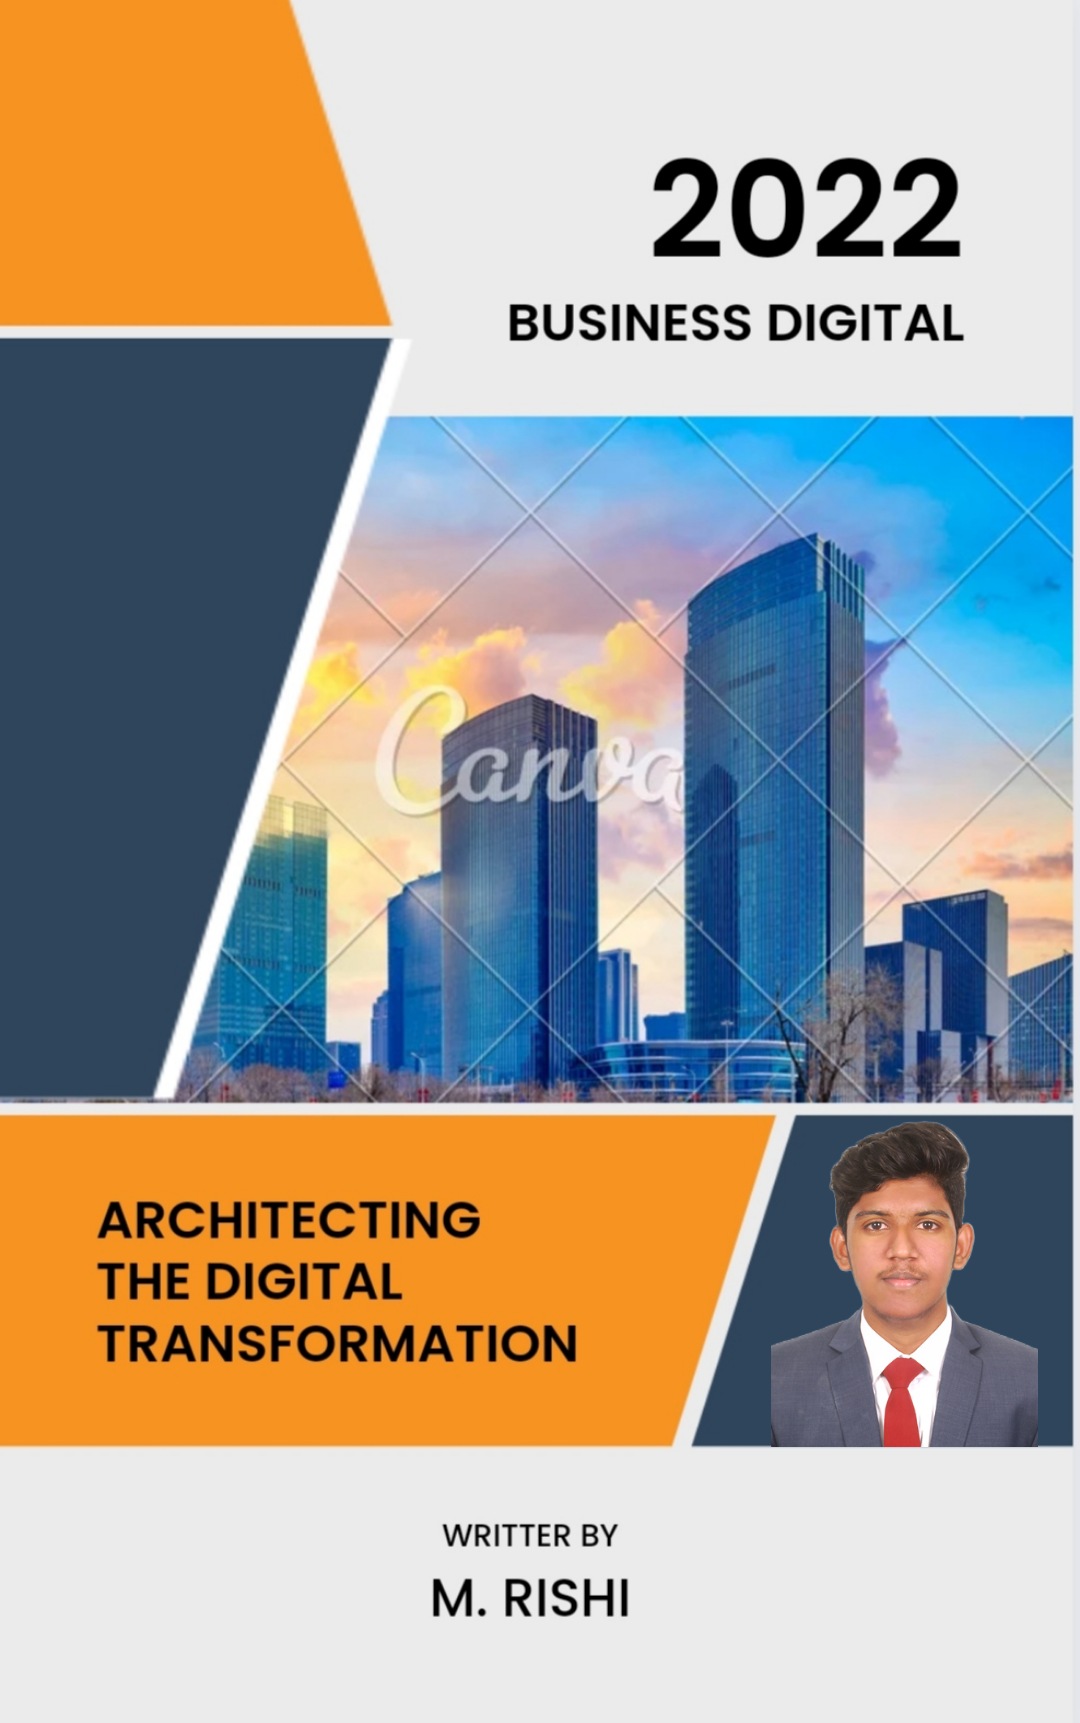 2022
BUSINESS DIGITAL
Canva
ARCHITECTING
THE DIGITAL
TRANSFORMATION
WRITTER BY
M. RISHI